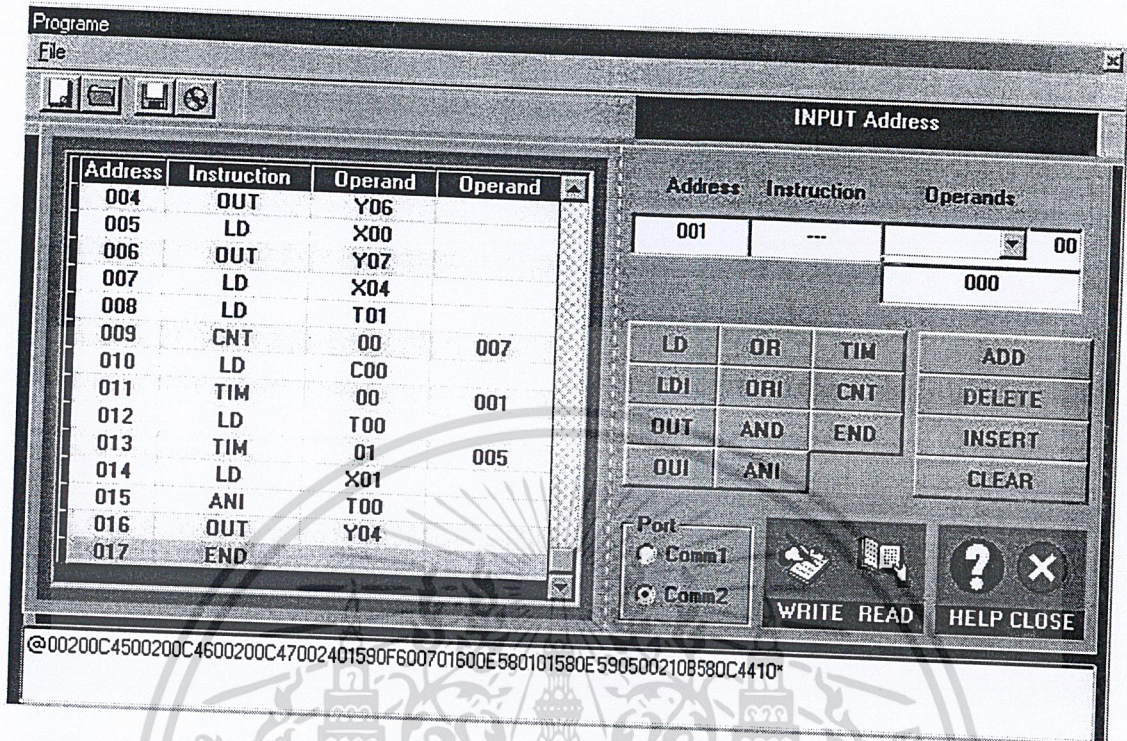 Programe
File
INPUT Address
Address Instruction Operand Operand
004 OUT Y06
005 LD X00
006 OUT Y07
007 LD X04
008 LD T01
009 CNT 00 007
010 LD C00
011 TIM 00 001
012 LD T00
013 TIM 01 005
014 LD X01
015 ANI T00
016 OUT Y04
017 END
Address Instruction Operands
001 --- 00
000
LD OR TIM ADD
LDI ORI CNT DELETE
OUT AND END INSERT
OUI ANI CLEAR
Port
Comm1
Comm2
WRITE READ
HELP CLOSE
@00200C4500200C4600200C47002401590F600701600E580101580E590500210B580C4410*